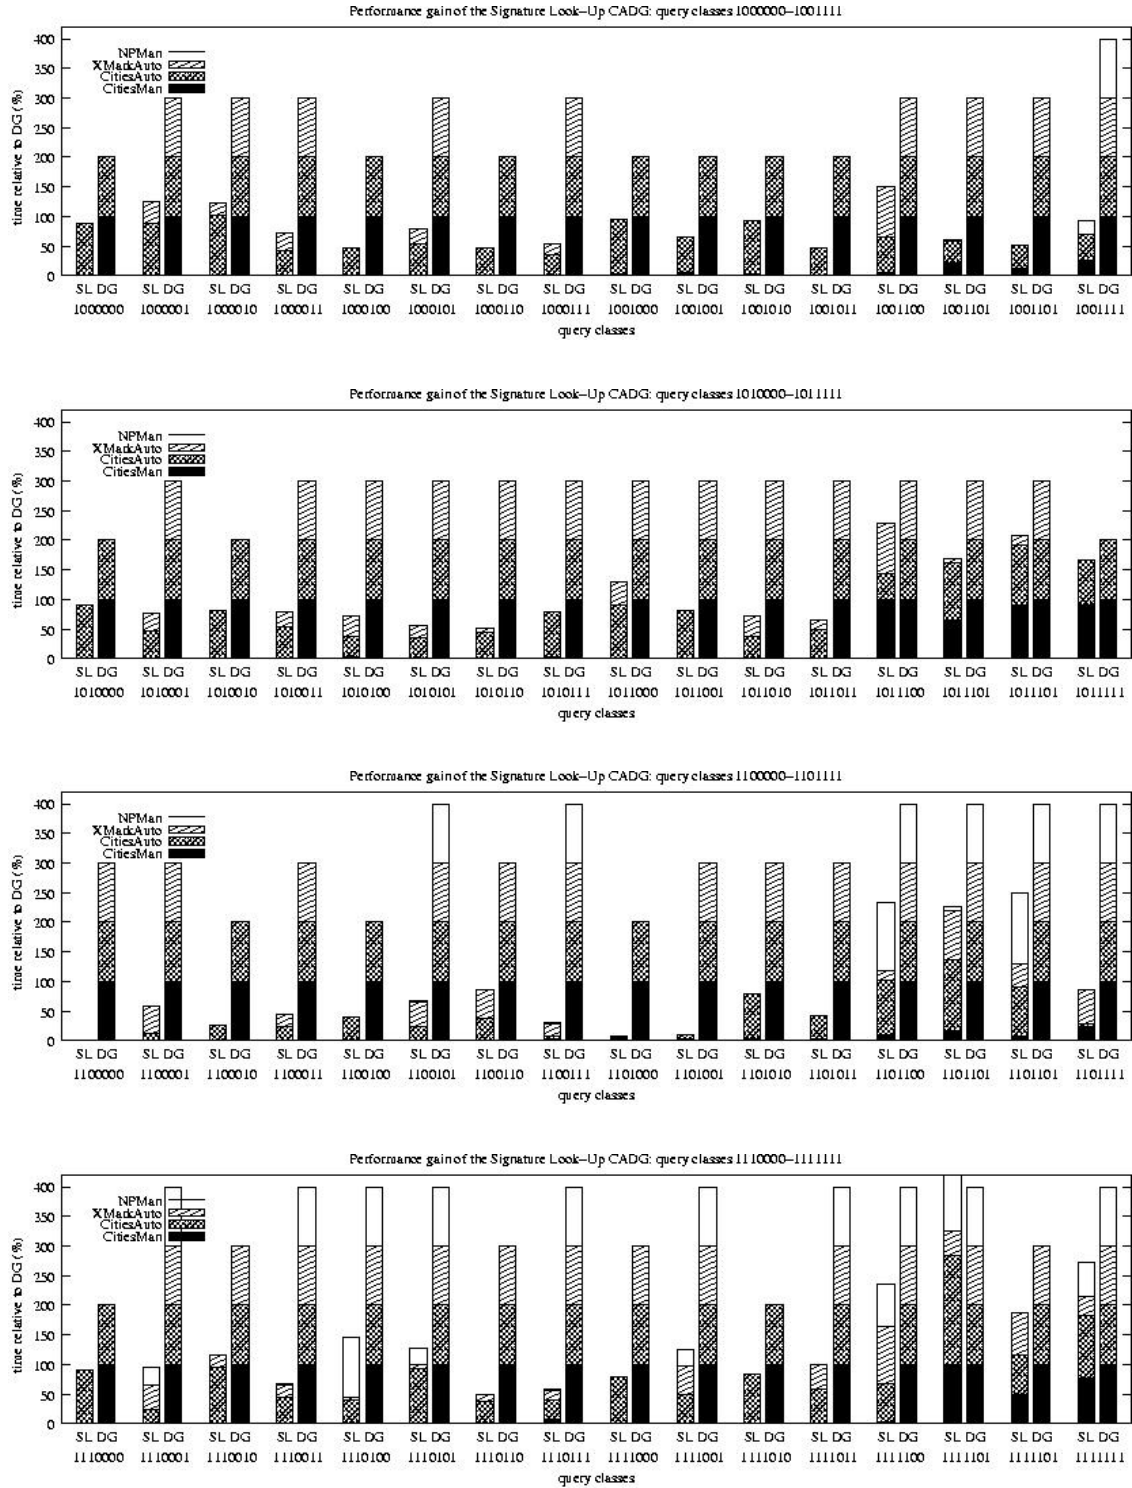 Performance gain of the Signature Look-Up CADG: query classes 1000000-1001111
400
350
300
250
200
150
100
50
0
time relative to DG (%)
NPMan
XMarkAuto
CitiesAuto
CitiesMan
SL DG SL DG SL DG SL DG SL DG SL DG SL DG SL DG SL DG SL DG SL DG SL DG SL DG SL DG SL DG SL DG
1000000 1000001 1000010 1000011 1000100 1000101 1000110 1000111 1001000 1001001 1001010 1001011 1001100 1001101 1001101 1001111
query classes
Performance gain of the Signature Look-Up CADG: query classes 1010000-1011111
400
350
300
250
200
150
100
50
0
time relative to DG (%)
NPMan
XMarkAuto
CitiesAuto
CitiesMan
SL DG SL DG SL DG SL DG SL DG SL DG SL DG SL DG SL DG SL DG SL DG SL DG SL DG SL DG SL DG SL DG
1010000 1010001 1010010 1010011 1010100 1010101 1010110 1010111 1011000 1011001 1011010 1011011 1011100 1011101 1011101 1011111
query classes
Performance gain of the Signature Look-Up CADG: query classes 1100000-1101111
400
350
300
250
200
150
100
50
0
time relative to DG (%)
NPMan
XMarkAuto
CitiesAuto
CitiesMan
SL DG SL DG SL DG SL DG SL DG SL DG SL DG SL DG SL DG SL DG SL DG SL DG SL DG SL DG SL DG SL DG
1100000 1100001 1100010 1100011 1100100 1100101 1100110 1100111 1101000 1101001 1101010 1101011 1101100 1101101 1101101 1101111
query classes
Performance gain of the Signature Look-Up CADG: query classes 1110000-1111111
400
350
300
250
200
150
100
50
0
time relative to DG (%)
NPMan
XMarkAuto
CitiesAuto
CitiesMan
SL DG SL DG SL DG SL DG SL DG SL DG SL DG SL DG SL DG SL DG SL DG SL DG SL DG SL DG SL DG SL DG
1110000 1110001 1110010 1110011 1110100 1110101 1110110 1110111 1111000 1111001 1111010 1111011 1111100 1111101 1111101 1111111
query classes